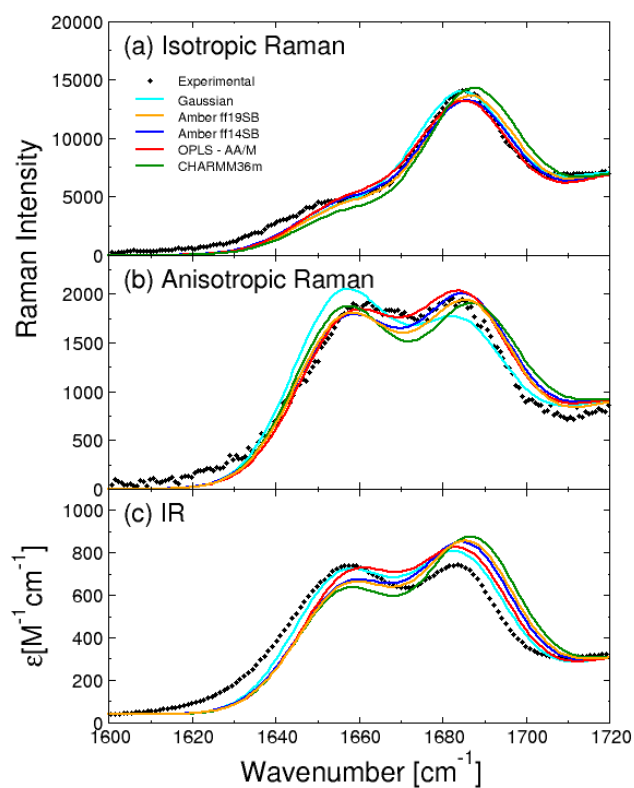 20000
(a) Isotropic Raman
15000
Experimental
Gaussian
Amber ff19SB
Amber ff14SB
OPLS - AA/M
CHARMM36m
10000
5000
0
Raman Intensity
(b) Anisotropic Raman
2000
1500
1000
500
0
(c) IR
1000
800
600
400
200
0
ε[M⁻¹cm⁻¹]
1600 1620 1640 1660 1680 1700 1720
Wavenumber [cm⁻¹]